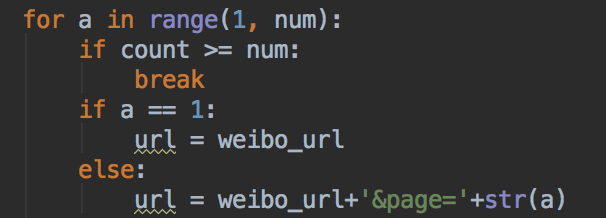 for a in range(1, num):
    if count >= num:
        break
    if a == 1:
        url = weibo_url
    else:
        url = weibo_url+'&page='+str(a)